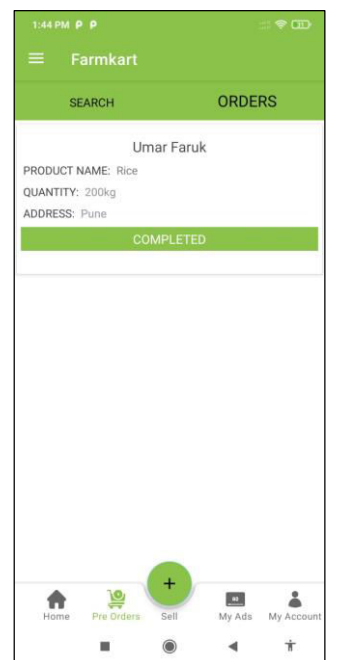 1:44 PM
Farmkart
SEARCH ORDERS
Umar Faruk
PRODUCT NAME: Rice
QUANTITY: 200kg
ADDRESS: Pune
COMPLETED
+
Home Pre Orders Sell My Ads My Account